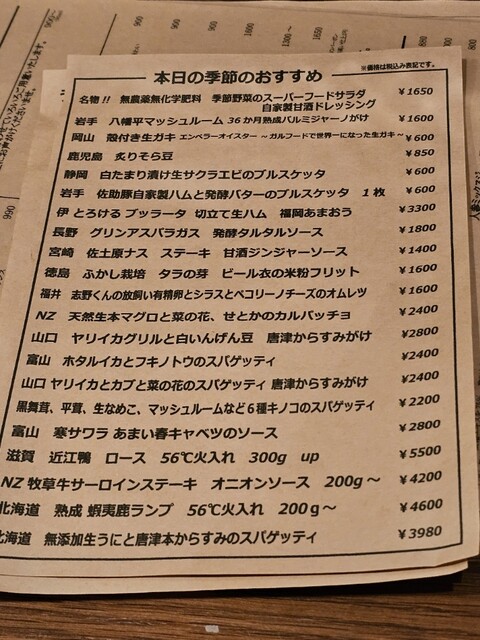 本日の季節のおすすめ
※価格は税込み表記です。
名物!! 無農薬無化学肥料 季節野菜のスーパーフードサラダ ¥1650
自家製甘酒ドレッシング
岩手 八幡平マッシュルーム 36か月熟成パルミジャーノがけ ¥1600
岡山 殻付き生ガキ エンペラーオイスター ～ガルフードで世界一になった生ガキ～ ¥600
鹿児島 炙りそら豆 ¥850
静岡 白たまり漬け生サクラエビのブルスケッタ ¥600
岩手 佐助豚自家製ハムと発酵バターのブルスケッタ 1枚 ¥600
伊 とろける ブッラータ 切立て生ハム 福岡あまおう ¥3300
長野 グリンアスパラガス 発酵タルタルソース ¥1800
宮崎 佐土原ナス ステーキ 甘酒ジンジャーソース ¥1400
徳島 ふかし栽培 タラの芽 ビール衣の米粉フリット ¥1600
福井 志野くんの放飼い有精卵とシラスとペコリーノチーズのオムレツ ¥1600
NZ 天然生本マグロと菜の花、せとかのカルパッチョ ¥2400
山口 ヤリイカグリルと白いんげん豆 唐津からすみがけ ¥2800
富山 ホタルイカとフキノトウのスパゲッティ ¥2400
山口 ヤリイカとカブと菜の花のスパゲッティ 唐津からすみがけ ¥2400
黒舞茸、平茸、生なめこ、マッシュルームなど6種キノコのスパゲッティ ¥2200
富山 寒サワラ あまい春キャベツのソース ¥2800
滋賀 近江鴨 ロース 56℃火入れ 300g up ¥5500
NZ 牧草牛サーロインステーキ オニオンソース 200g～ ¥4200
北海道 熟成 蝦夷鹿ランプ 56℃火入れ 200g～ ¥4600
北海道 無添加生うにと唐津本からすみのスパゲッティ ¥3980
990